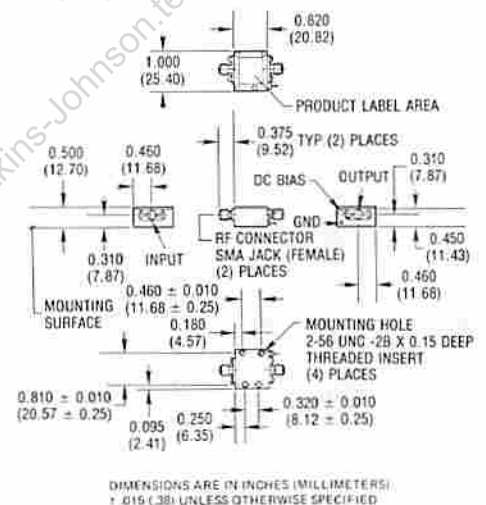 kins-Johnson.te
0.820
(20.82)
1.000
(25.40)
PRODUCT LABEL AREA
0.375 TYP (2) PLACES
(9.52)
0.500
(12.70)
0.460
(11.68)
DC BIAS
OUTPUT
0.310
(7.87)
GND
0.310
(7.87)
INPUT
RF CONNECTOR
SMA JACK (FEMALE)
(2) PLACES
0.450
(11.43)
0.460
(11.68)
MOUNTING
SURFACE
0.460 ± 0.010
(11.68 ± 0.25)
0.180
(4.57)
MOUNTING HOLE
2-56 UNC -2B X 0.15 DEEP
THREADED INSERT
(4) PLACES
0.810 ± 0.010
(20.57 ± 0.25)
0.095
(2.41)
0.250
(6.35)
0.320 ± 0.010
(8.12 ± 0.25)
DIMENSIONS ARE IN INCHES (MILLIMETERS)
± .015 (.38) UNLESS OTHERWISE SPECIFIED